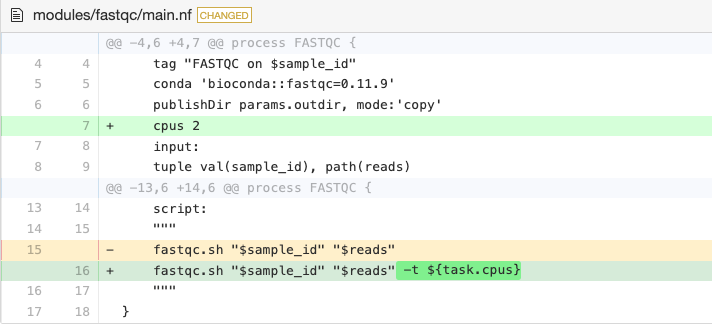 modules/fastqc/main.nf CHANGED
@@ -4,6 +4,7 @@ process FASTQC {
4 4 tag "FASTQC on $sample_id"
5 5 conda 'bioconda::fastqc=0.11.9'
6 6 publishDir params.outdir, mode:'copy'
7 + cpus 2
7 8 input:
8 9 tuple val(sample_id), path(reads)
@@ -13,6 +14,6 @@ process FASTQC {
13 14 script:
14 15 """
15 - fastqc.sh "$sample_id" "$reads"
16 + fastqc.sh "$sample_id" "$reads" -t ${task.cpus}
16 17 """
17 18 }